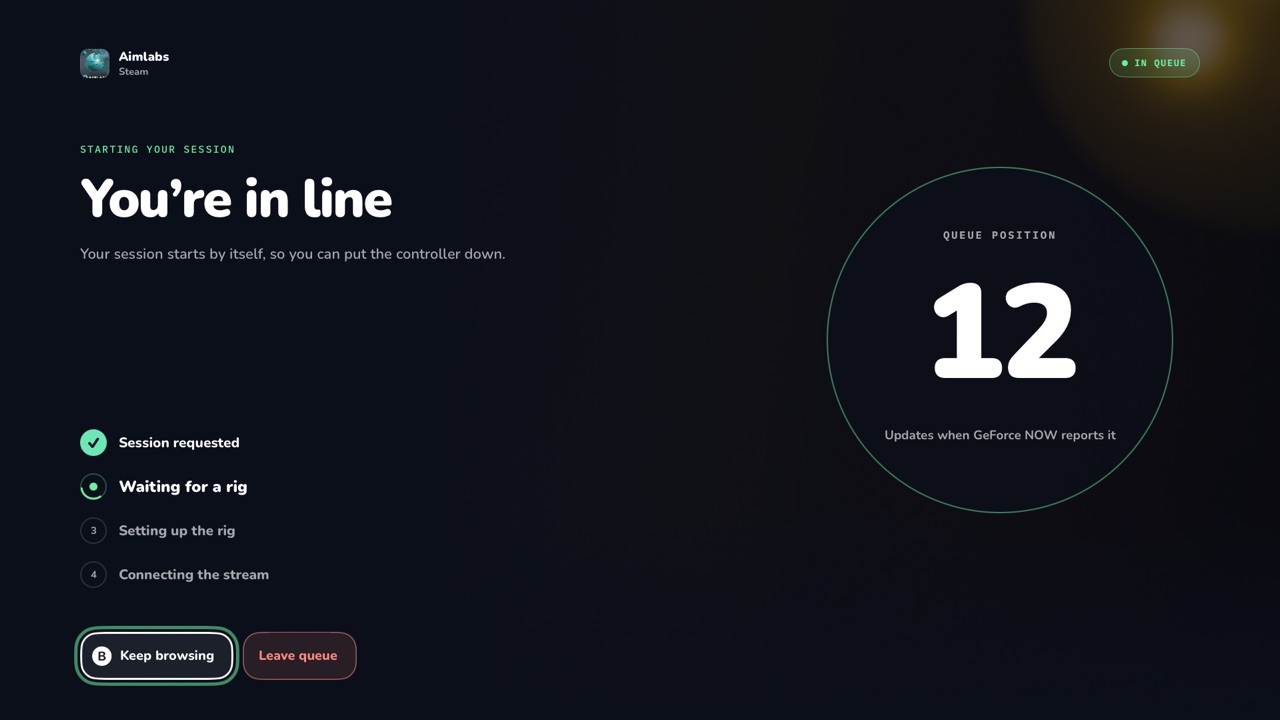 Aimlabs
Steam
IN QUEUE
STARTING YOUR SESSION
You’re in line
Your session starts by itself, so you can put the controller down.
QUEUE POSITION
12
Updates when GeForce NOW reports it
Session requested
Waiting for a rig
3 Setting up the rig
4 Connecting the stream
B Keep browsing
Leave queue